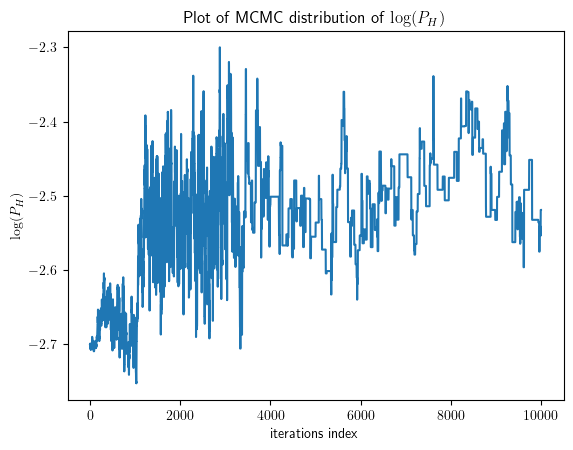 Plot of MCMC distribution of log(P_H)
−2.3
−2.4
−2.5
−2.6
−2.7
log(P_H)
0 2000 4000 6000 8000 10000
iterations index